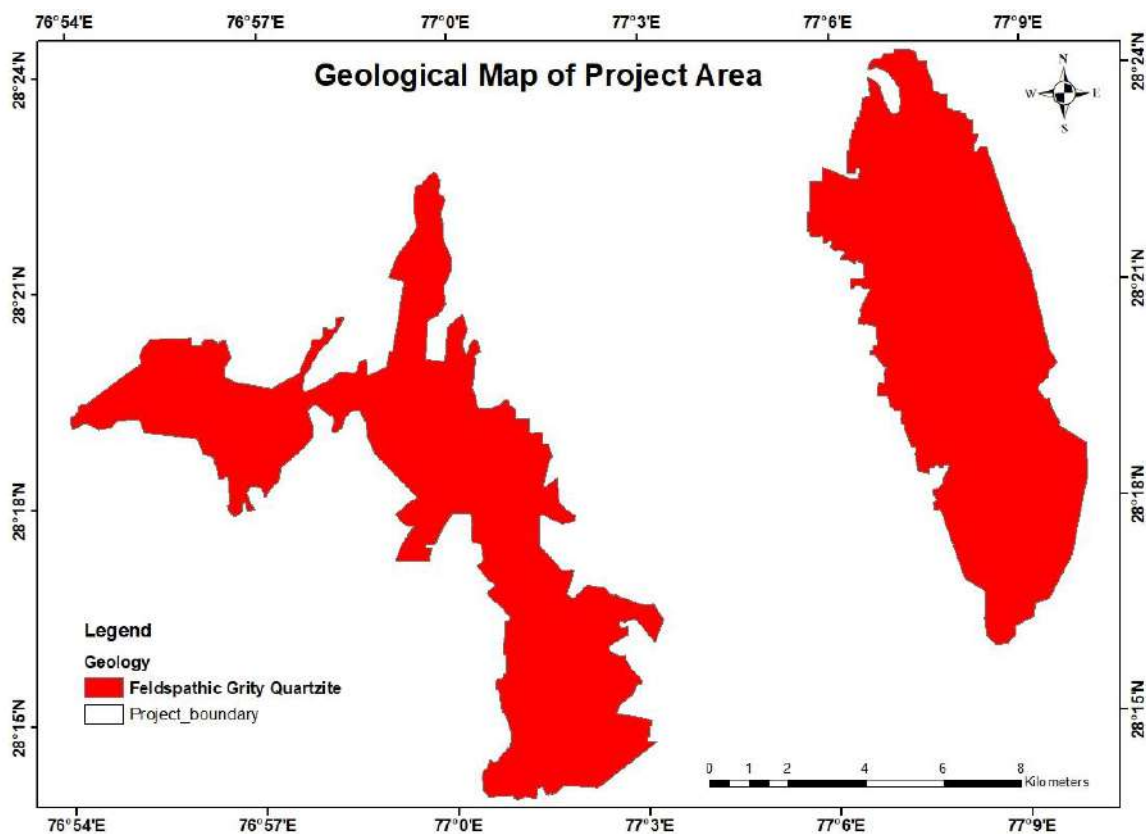 76°54'E 76°57'E 77°0'E 77°3'E 77°6'E 77°9'E
Geological Map of Project Area
N
W E
S
28°24'N 28°24'N
28°21'N 28°21'N
28°18'N 28°18'N
28°15'N 28°15'N
Legend
Geology
Feldspathic Grity Quartzite
Project_boundary
0 1 2 4 6 8
Kilometers
76°54'E 76°57'E 77°0'E 77°3'E 77°6'E 77°9'E